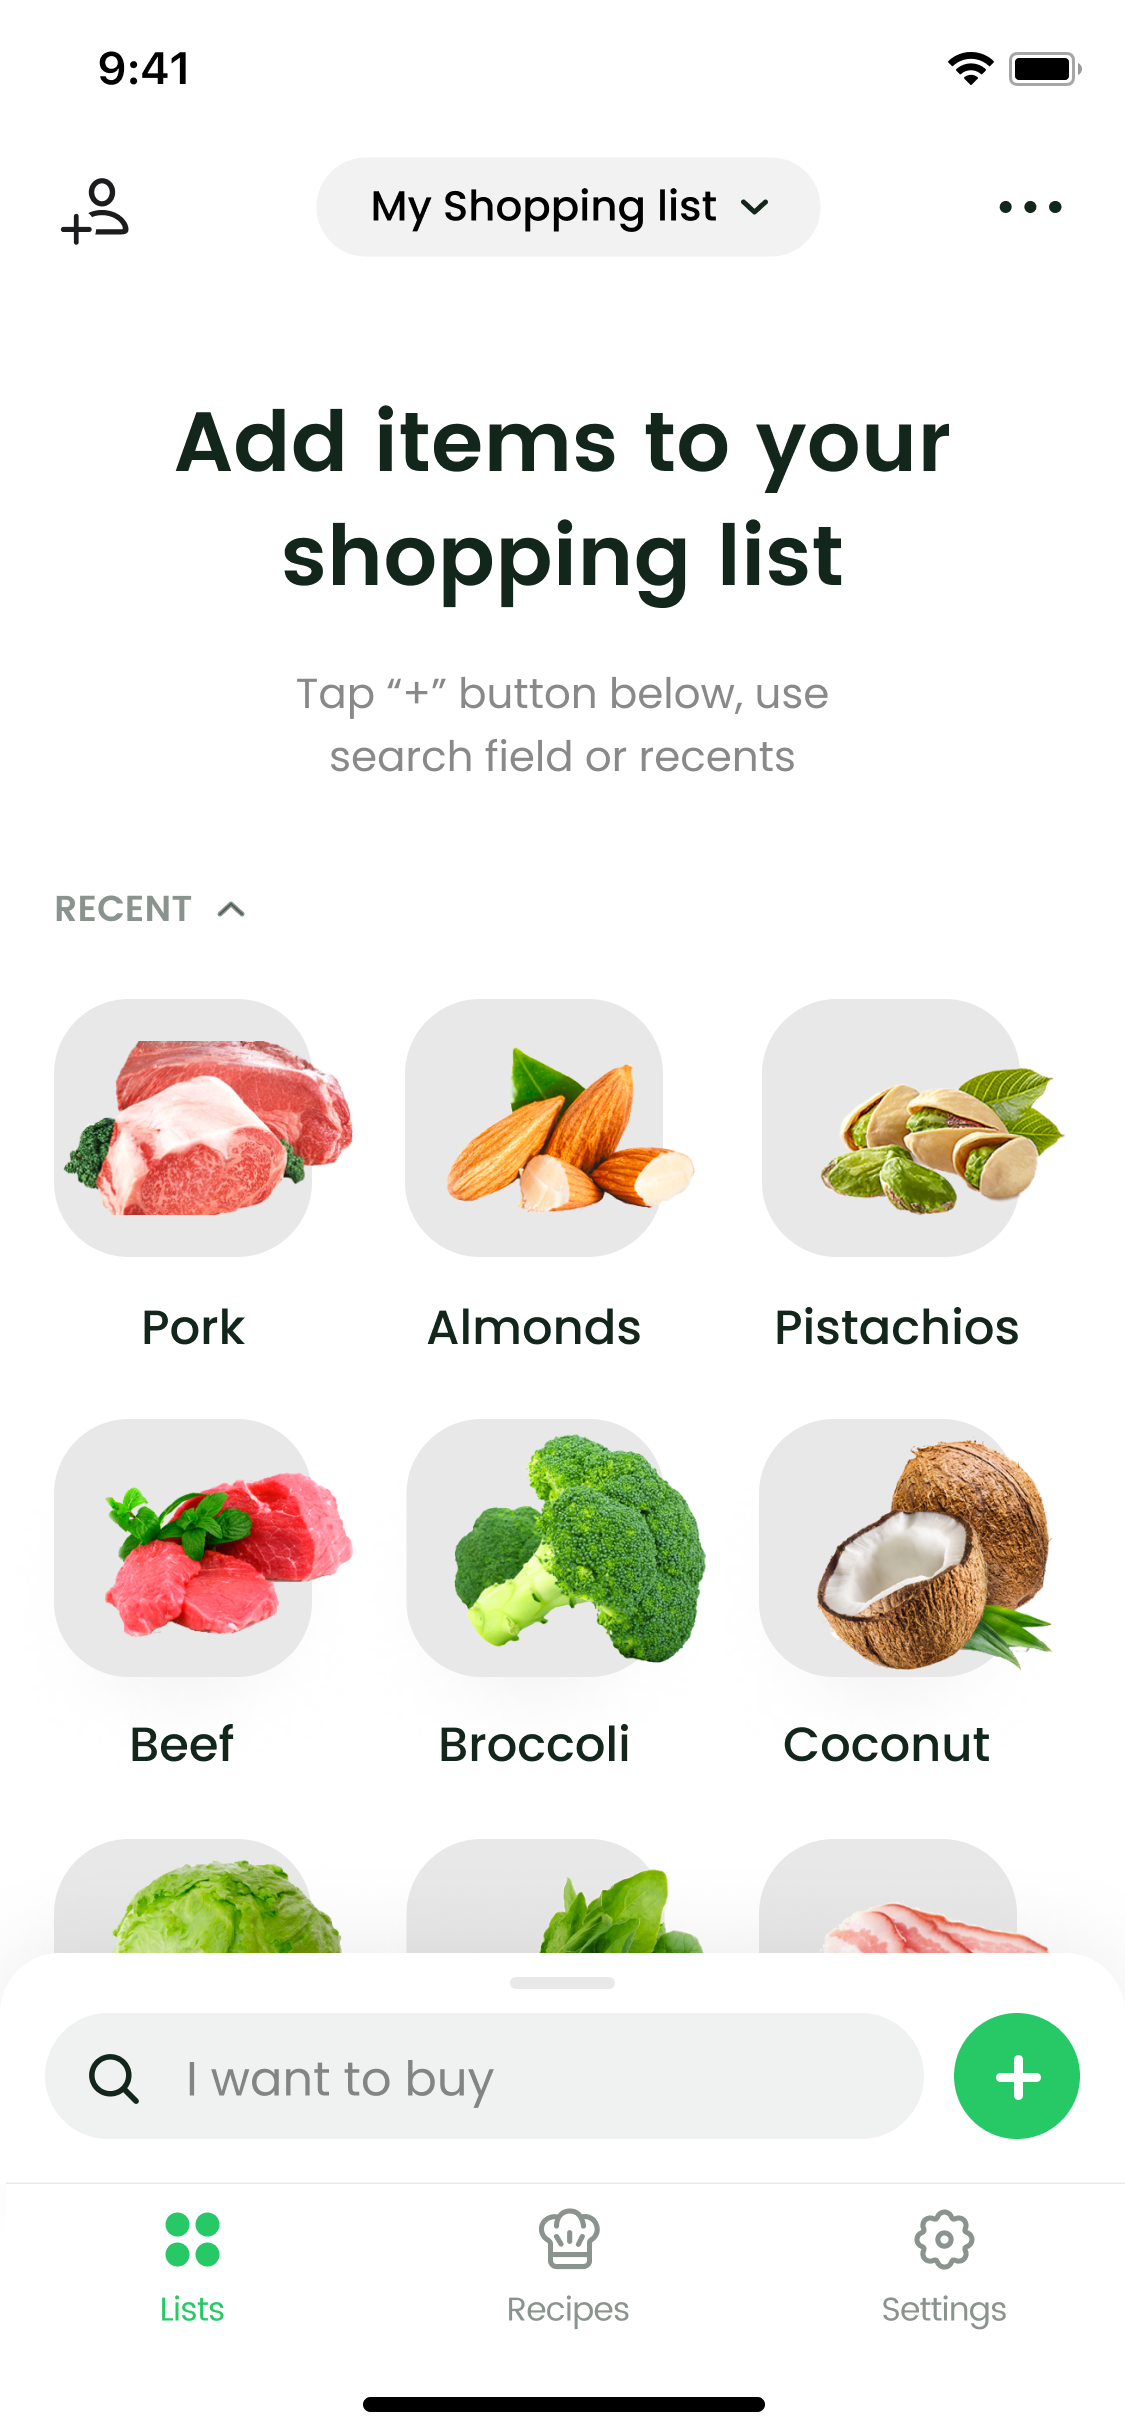 9:41
My Shopping list
Add items to your
shopping list
Tap “+” button below, use
search field or recents
RECENT
Pork
Almonds
Pistachios
Beef
Broccoli
Coconut
I want to buy
Lists
Recipes
Settings